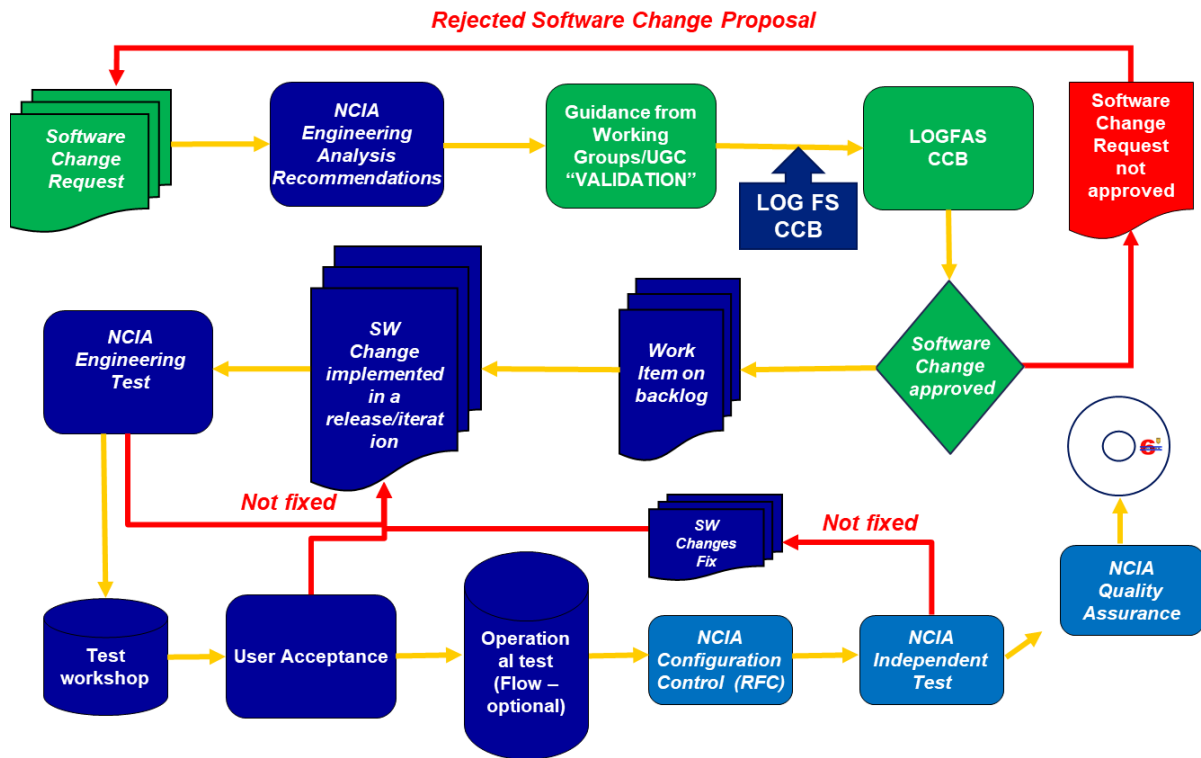 Rejected Software Change Proposal
Software
Change
Request
NCIA
Engineering
Analysis
Recommendations
Guidance from
Working
Groups/UGC
“VALIDATION”
LOG FS
CCB
LOGFAS
CCB
Software
Change
Request
not
approved
NCIA
Engineering
Test
SW
Change
implemented
in a
release/iterat
ion
Work
Item on
backlog
Software
Change
approved
Not fixed
SW
Changes
Fix
Not fixed
NCIA
Quality
Assurance
Test
workshop
User Acceptance
Operation
al test
(Flow –
optional)
NCIA
Configuration
Control (RFC)
NCIA
Independent
Test